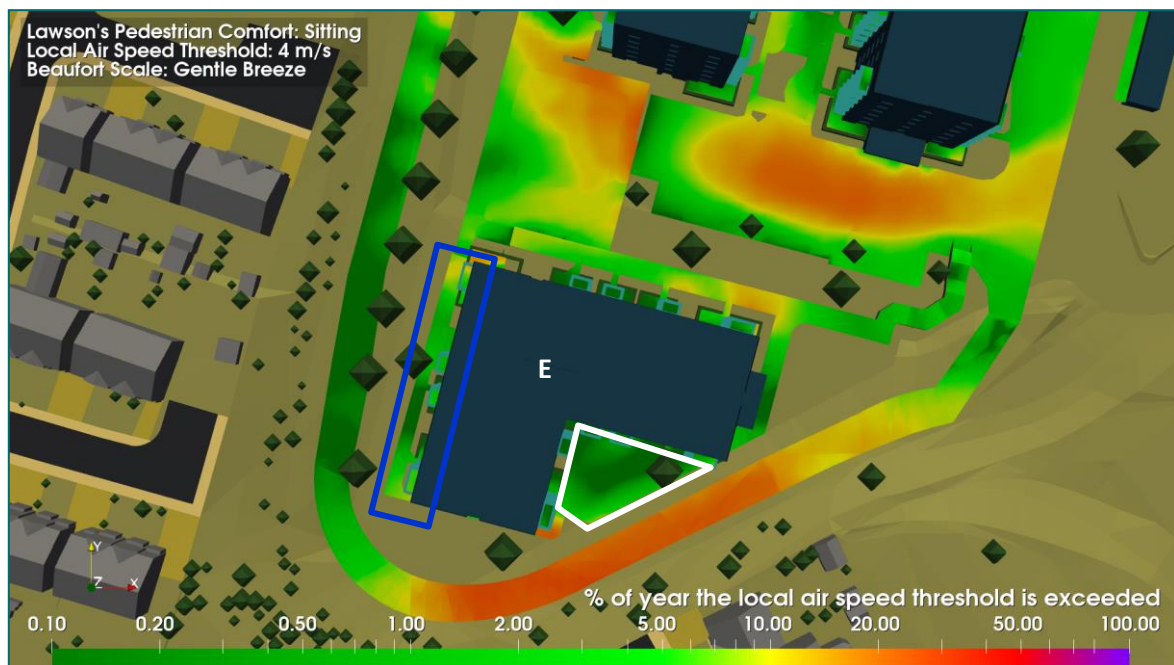 Lawson's Pedestrian Comfort: Sitting
Local Air Speed Threshold: 4 m/s
Beaufort Scale: Gentle Breeze
E
Y
Z
X
% of year the local air speed threshold is exceeded
0.10 0.20 0.50 1.00 2.00 5.00 10.00 20.00 50.00 100.00